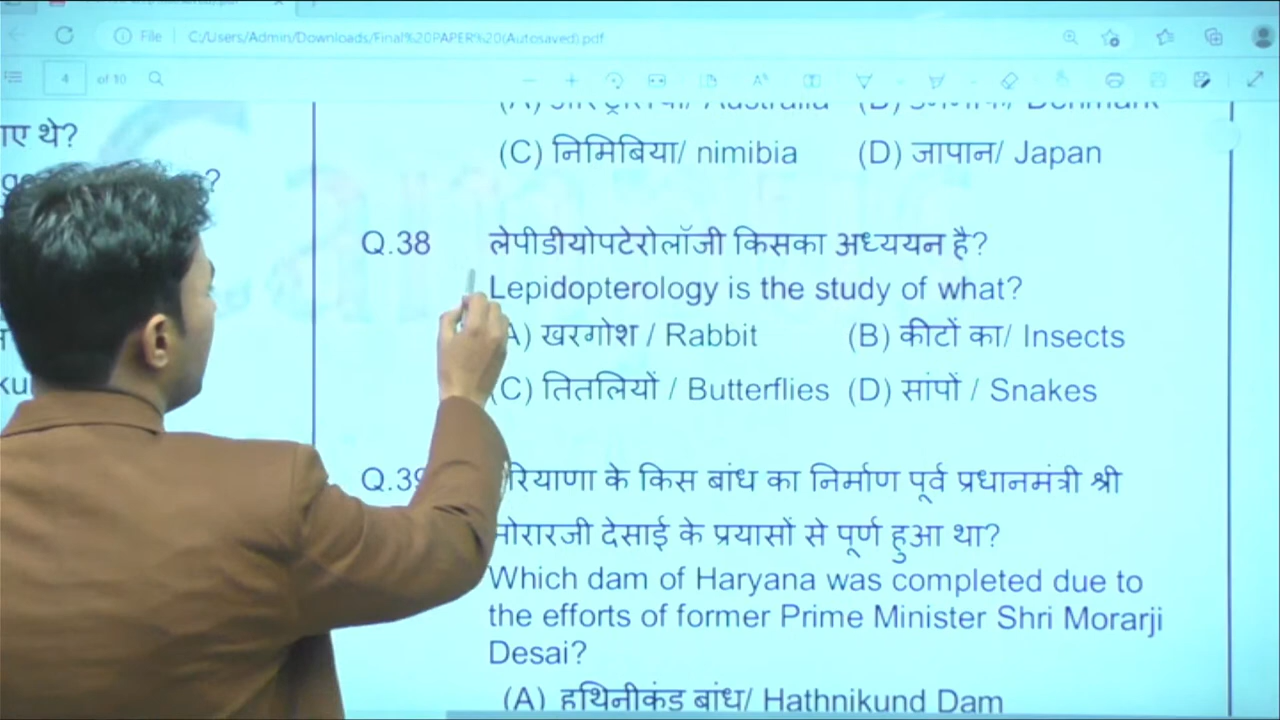 File C:/Users/Admin/Downloads/Final%20PAPER%20(Autosaved).pdf
4 of 10
ाए थे?
?
(C) निमिबिया/ nimibia (D) जापान/ Japan
Q.38 लेपीडीयोपटेरोलॉजी किसका अध्ययन है?
Lepidopterology is the study of what?
A) खरगोश / Rabbit (B) कीटों का/ Insects
(C) तितलियों / Butterflies (D) सांपों / Snakes
Q.39 हरियाणा के किस बांध का निर्माण पूर्व प्रधानमंत्री श्री
मोरारजी देसाई के प्रयासों से पूर्ण हुआ था?
Which dam of Haryana was completed due to
the efforts of former Prime Minister Shri Morarji
Desai?
(A) हथिनीकुंड बांध/ Hathnikund Dam